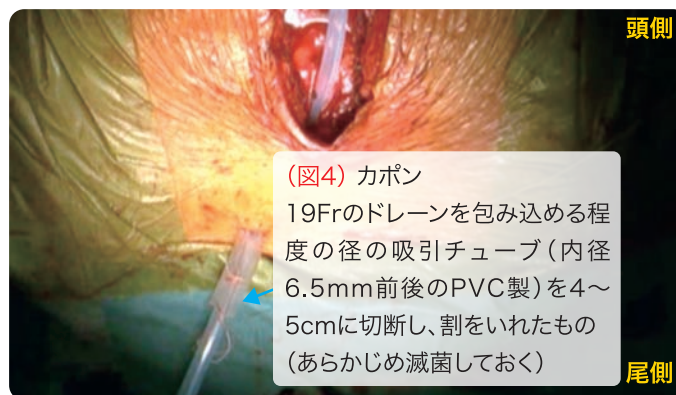 頭側
(図4) カポン
19Frのドレーンを包み込める程
度の径の吸引チューブ(内径
6.5mm前後のPVC製)を4〜
5cmに切断し、割をいれたもの
(あらかじめ滅菌しておく)
尾側